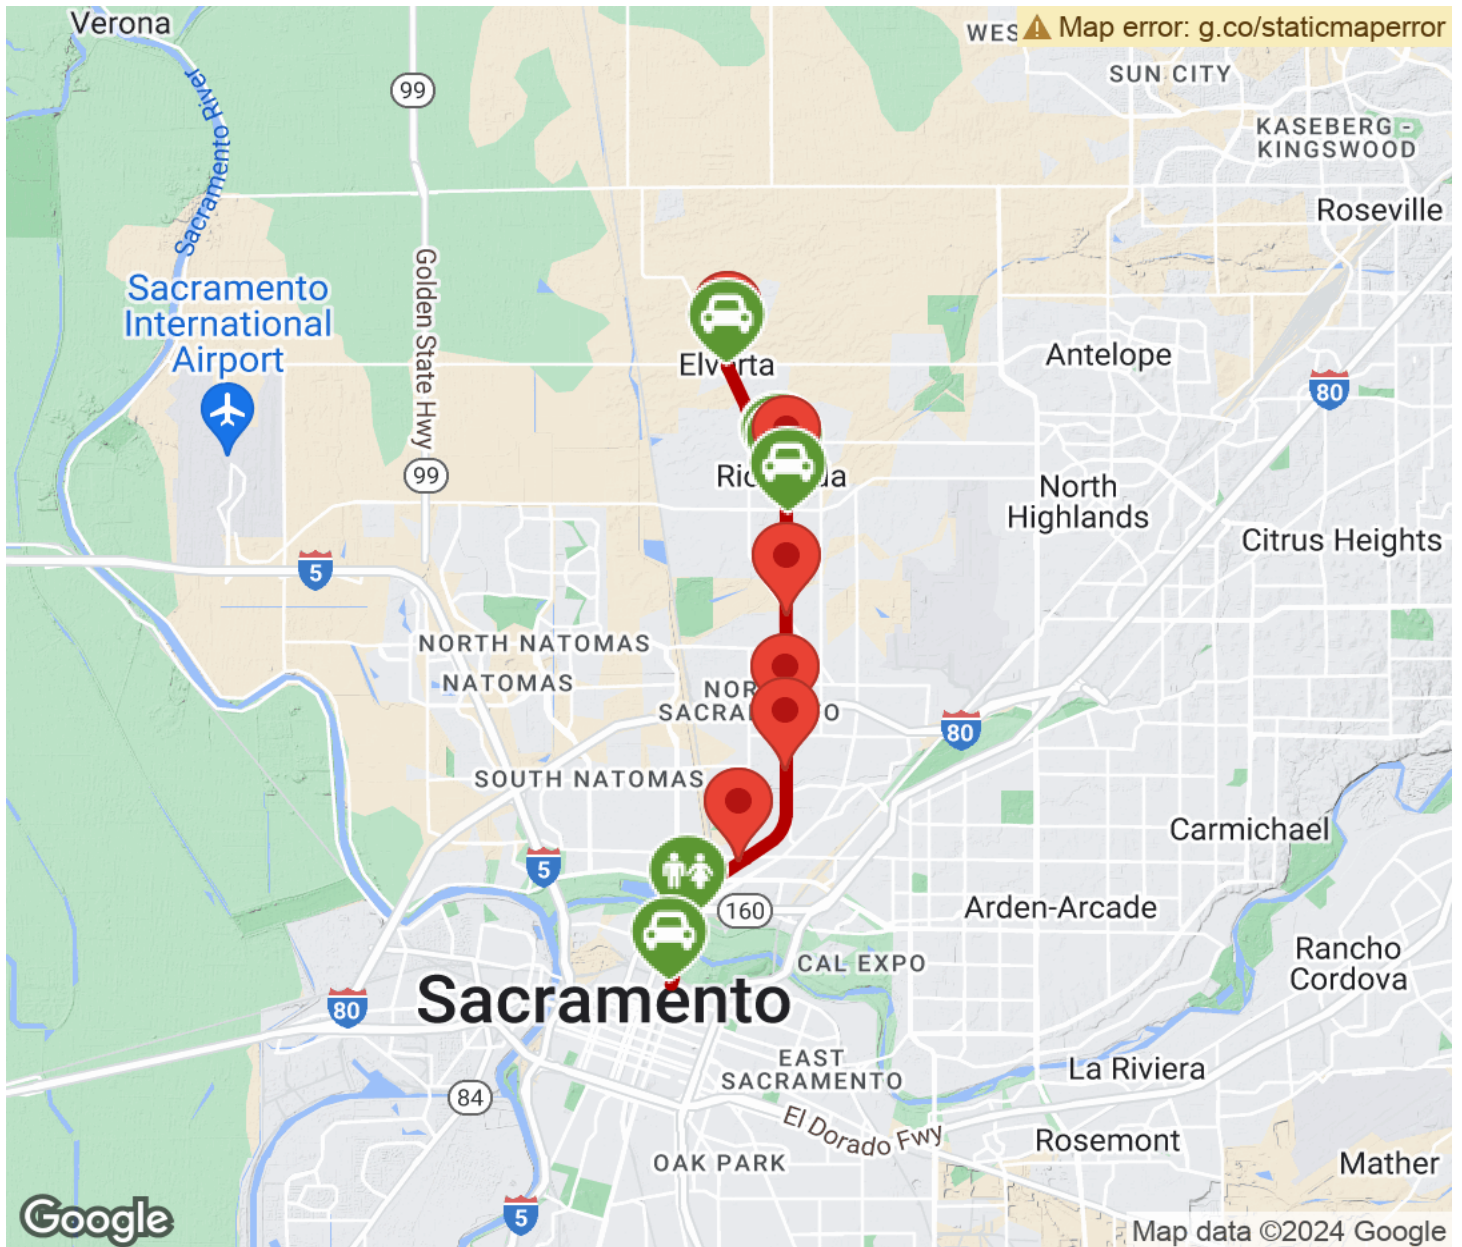 Verona
WES
Map error: g.co/staticmaperror
SUN CITY
99
KASEBERG -
KINGSWOOD
Sacramento River
Roseville
Golden State Hwy
Sacramento
International
Airport
Elverta
Antelope
80
99
North
Highlands
Citrus Heights
5
NORTH NATOMAS
NATOMAS
80
SOUTH NATOMAS
Carmichael
5
160
Arden-Arcade
CAL EXPO
Rancho
Cordova
Sacramento
80
EAST
SACRAMENTO
La Riviera
84
El Dorado Fwy
Rosemont
OAK PARK
Mather
5
Google
Map data ©2024 Google